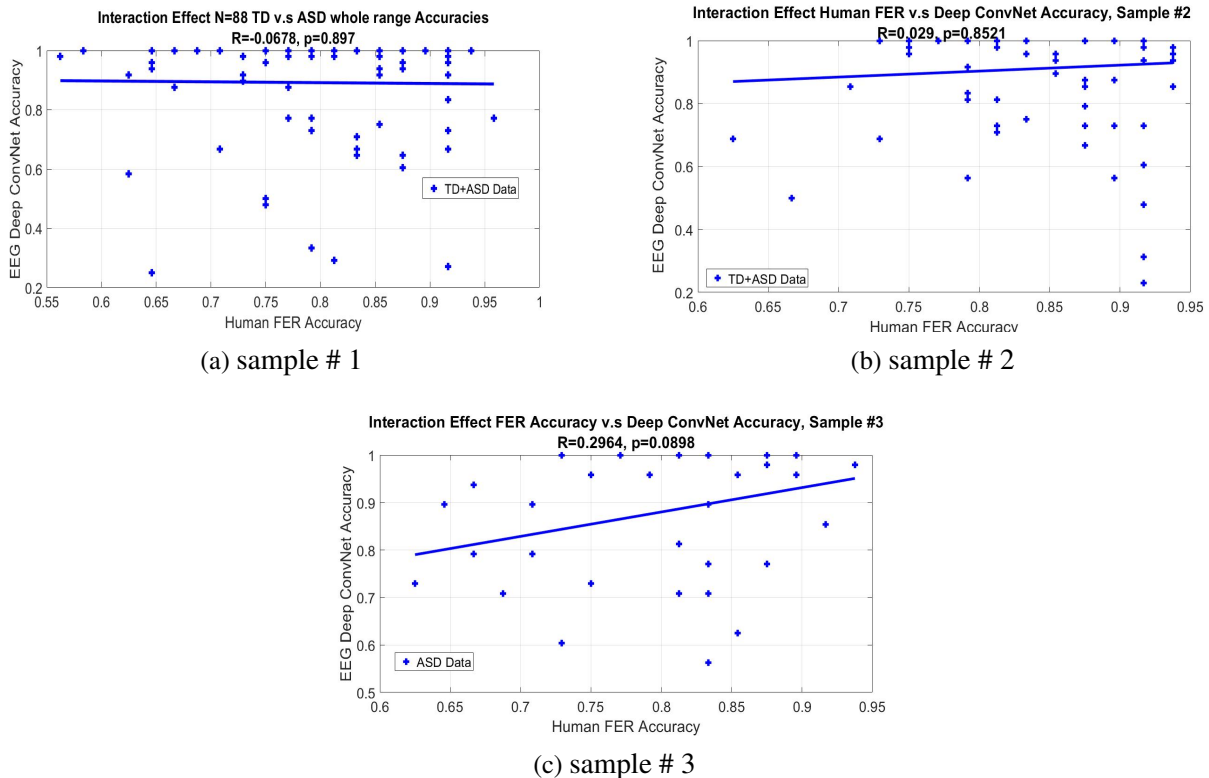 Interaction Effect N=88 TD v.s ASD whole range Accuracies
R=-0.0678, p=0.897
1
0.8
0.6
0.4
0.2
EEG Deep ConvNet Accuracy
TD+ASD Data
0.55 0.6 0.65 0.7 0.75 0.8 0.85 0.9 0.95 1
Human FER Accuracy
(a) sample # 1
Interaction Effect Human FER v.s Deep ConvNet Accuracy, Sample #2
R=0.029, p=0.8521
1
0.8
0.6
0.4
0.2
EEG Deep ConvNet Accuracy
TD+ASD Data
0.6 0.65 0.7 0.75 0.8 0.85 0.9 0.95
Human FER Accuracy
(b) sample # 2
Interaction Effect FER Accuracy v.s Deep ConvNet Accuracy, Sample #3
R=0.2964, p=0.0898
1
0.9
0.8
0.7
0.6
0.5
EEG Deep ConvNet Accuracy
ASD Data
0.6 0.65 0.7 0.75 0.8 0.85 0.9 0.95
Human FER Accuracy
(c) sample # 3